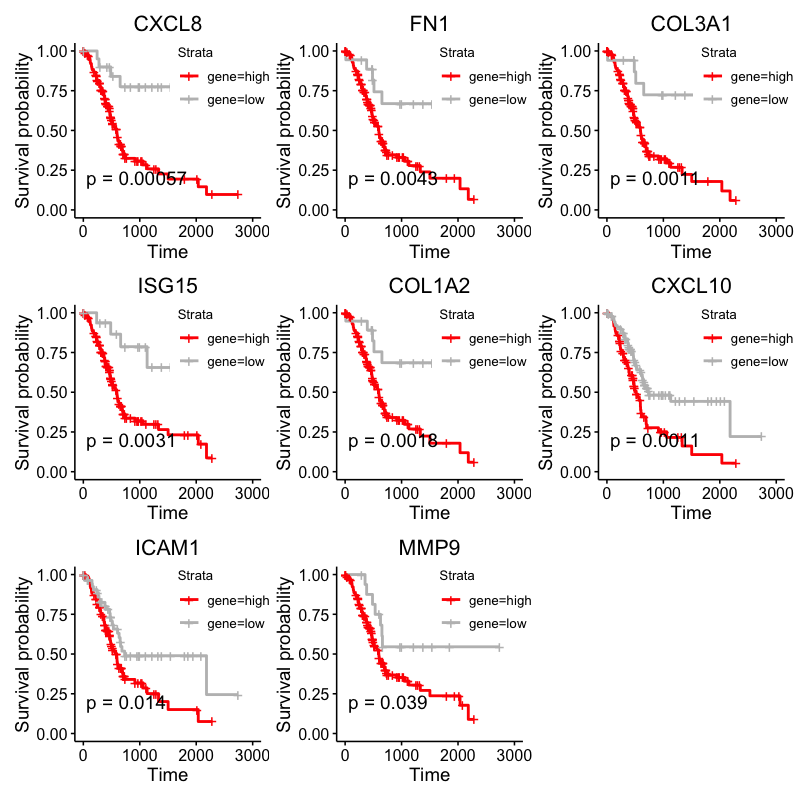 CXCL8
Survival probability
1.00
0.75
0.50
0.25
0.00
Strata
gene=high
gene=low
p = 0.00057
0 1000 2000 3000
Time
FN1
Survival probability
1.00
0.75
0.50
0.25
0.00
Strata
gene=high
gene=low
p = 0.0043
0 1000 2000 3000
Time
COL3A1
Survival probability
1.00
0.75
0.50
0.25
0.00
Strata
gene=high
gene=low
p = 0.0011
0 1000 2000 3000
Time
ISG15
Survival probability
1.00
0.75
0.50
0.25
0.00
Strata
gene=high
gene=low
p = 0.0031
0 1000 2000 3000
Time
COL1A2
Survival probability
1.00
0.75
0.50
0.25
0.00
Strata
gene=high
gene=low
p = 0.0018
0 1000 2000 3000
Time
CXCL10
Survival probability
1.00
0.75
0.50
0.25
0.00
Strata
gene=high
gene=low
p = 0.0011
0 1000 2000 3000
Time
ICAM1
Survival probability
1.00
0.75
0.50
0.25
0.00
Strata
gene=high
gene=low
p = 0.014
0 1000 2000 3000
Time
MMP9
Survival probability
1.00
0.75
0.50
0.25
0.00
Strata
gene=high
gene=low
p = 0.039
0 1000 2000 3000
Time